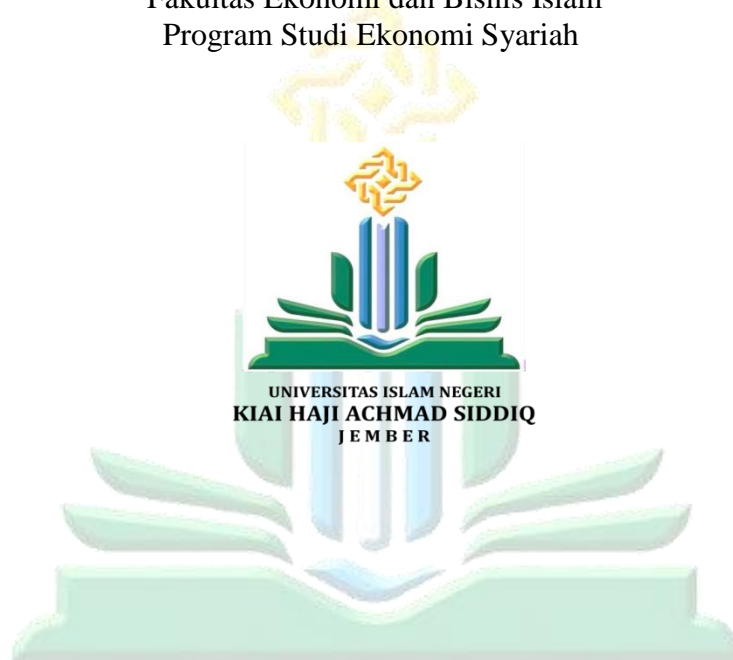 Fakultas Ekonomi dan Bisnis Islam
Program Studi Ekonomi Syariah
UNIVERSITAS ISLAM NEGERI
KIAI HAJI ACHMAD SIDDIQ
JEMBER